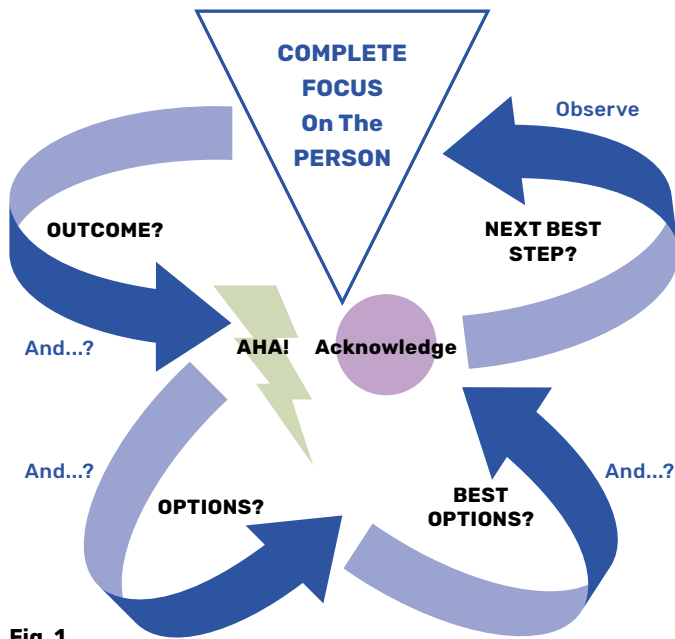 COMPLETE
FOCUS
On The
PERSON
Observe
OUTCOME?
NEXT BEST
STEP?
And...?
AHA!
Acknowledge
And...?
OPTIONS?
BEST
OPTIONS?
And...?
Fig. 1